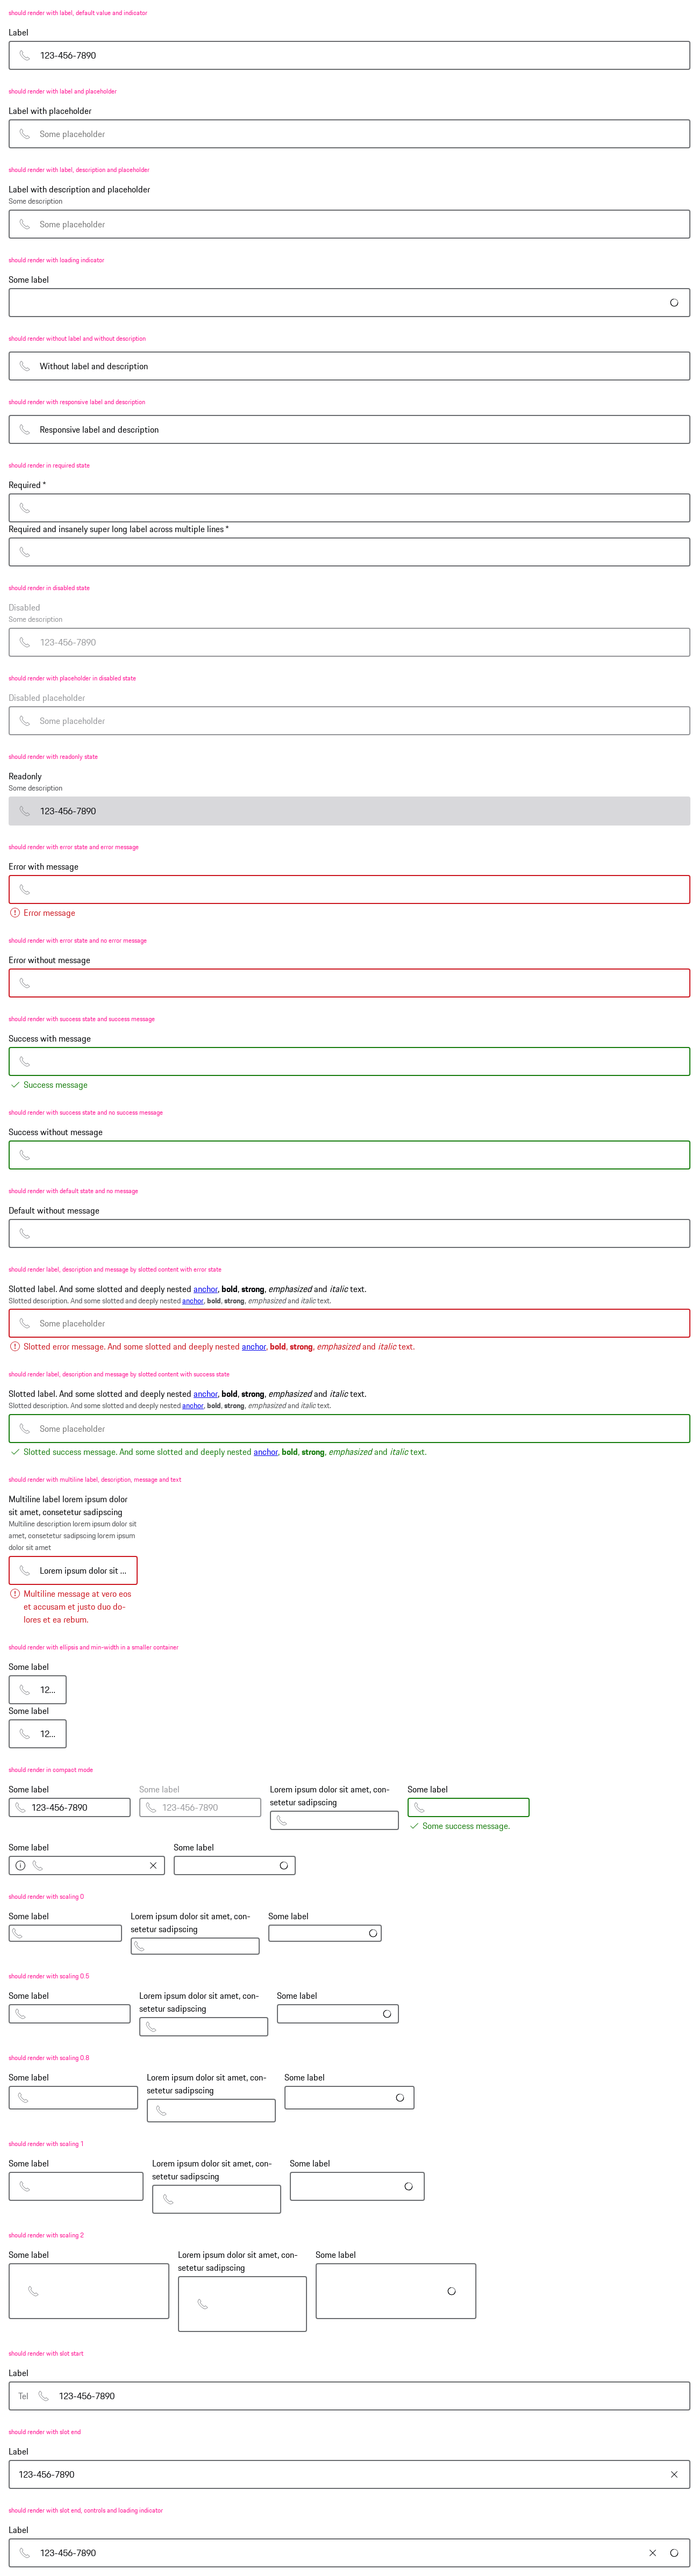 should render with label, default value and indicator
Label
123-456-7890
should render with label and placeholder
Label with placeholder
Some placeholder
should render with label, description and placeholder
Label with description and placeholder
Some description
Some placeholder
should render with loading indicator
Some label
should render without label and without description
Without label and description
should render with responsive label and description
Responsive label and description
should render in required state
Required *
Required and insanely super long label across multiple lines *
should render in disabled state
Disabled
Some description
123-456-7890
should render with placeholder in disabled state
Disabled placeholder
Some placeholder
should render with readonly state
Readonly
Some description
123-456-7890
should render with error state and error message
Error with message
Error message
should render with error state and no error message
Error without message
should render with success state and success message
Success with message
Success message
should render with success state and no success message
Success without message
should render with default state and no message
Default without message
should render label, description and message by slotted content with error state
Slotted label. And some slotted and deeply nested anchor, bold, strong, emphasized and italic text.
Slotted description. And some slotted and deeply nested anchor, bold, strong, emphasized and italic text.
Some placeholder
Slotted error message. And some slotted and deeply nested anchor, bold, strong, emphasized and italic text.
should render label, description and message by slotted content with success state
Slotted label. And some slotted and deeply nested anchor, bold, strong, emphasized and italic text.
Slotted description. And some slotted and deeply nested anchor, bold, strong, emphasized and italic text.
Some placeholder
Slotted success message. And some slotted and deeply nested anchor, bold, strong, emphasized and italic text.
should render with multiline label, description, message and text
Multiline label lorem ipsum dolor
sit amet, consetetur sadipscing
Multiline description lorem ipsum dolor sit
amet, consetetur sadipscing lorem ipsum
dolor sit amet
Lorem ipsum dolor sit ...
Multiline message at vero eos
et accusam et justo duo do-
lores et ea rebum.
should render with ellipsis and min-width in a smaller container
Some label
12...
Some label
12...
should render in compact mode
Some label
123-456-7890
Some label
123-456-7890
Lorem ipsum dolor sit amet, con-
setetur sadipscing
Some label
Some success message.
Some label
Some label
should render with scaling 0
Some label
Lorem ipsum dolor sit amet, con-
setetur sadipscing
Some label
should render with scaling 0.5
Some label
Lorem ipsum dolor sit amet, con-
setetur sadipscing
Some label
should render with scaling 0.8
Some label
Lorem ipsum dolor sit amet, con-
setetur sadipscing
Some label
should render with scaling 1
Some label
Lorem ipsum dolor sit amet, con-
setetur sadipscing
Some label
should render with scaling 2
Some label
Lorem ipsum dolor sit amet, con-
setetur sadipscing
Some label
should render with slot start
Label
Tel 123-456-7890
should render with slot end
Label
123-456-7890
should render with slot end, controls and loading indicator
Label
123-456-7890